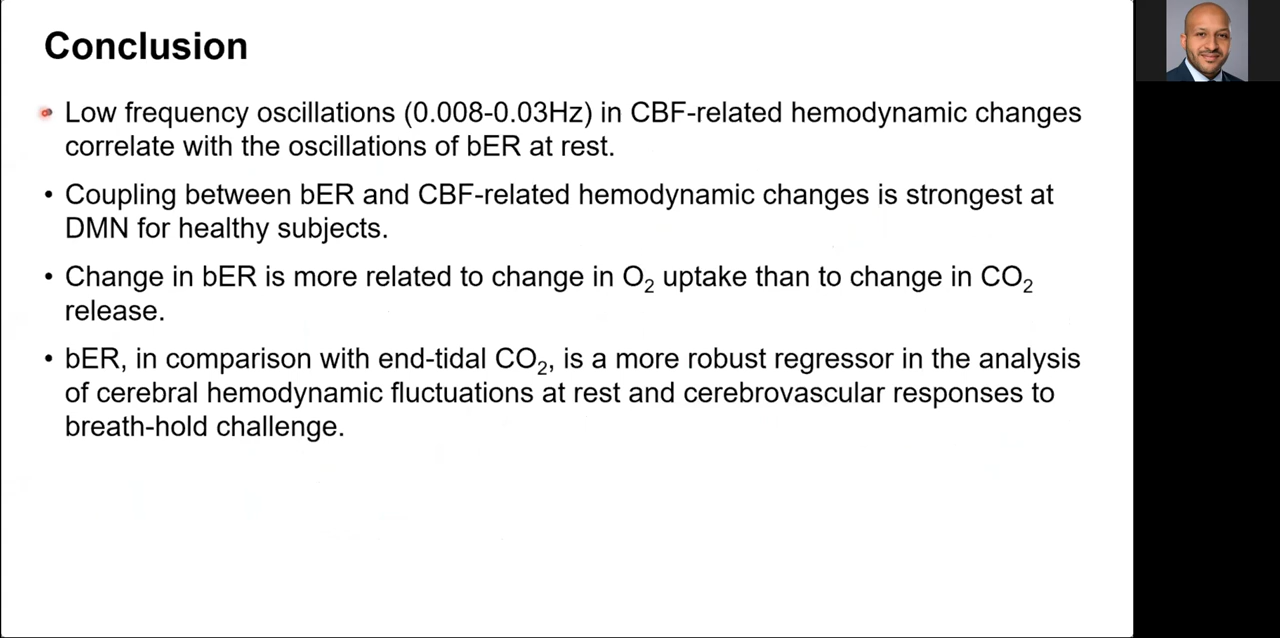 Conclusion
• Low frequency oscillations (0.008-0.03Hz) in CBF-related hemodynamic changes
correlate with the oscillations of bER at rest.
• Coupling between bER and CBF-related hemodynamic changes is strongest at
DMN for healthy subjects.
• Change in bER is more related to change in O₂ uptake than to change in CO₂
release.
• bER, in comparison with end-tidal CO₂, is a more robust regressor in the analysis
of cerebral hemodynamic fluctuations at rest and cerebrovascular responses to
breath-hold challenge.